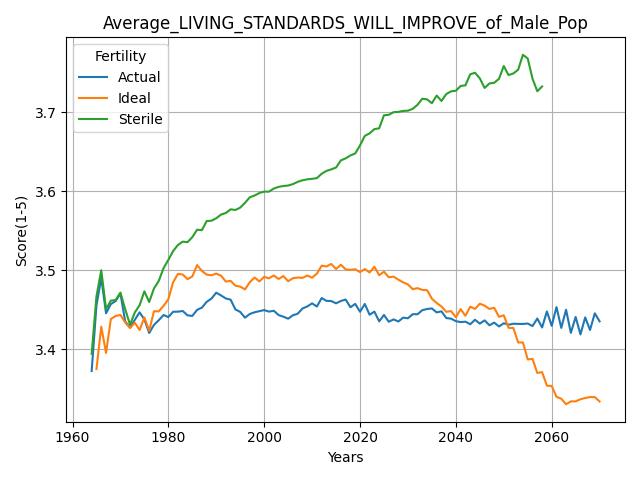 Average_LIVING_STANDARDS_WILL_IMPROVE_of_Male_Pop
Fertility
Actual
Ideal
Sterile
Score(1-5)
3.7
3.6
3.5
3.4
1960 1980 2000 2020 2040 2060
Years